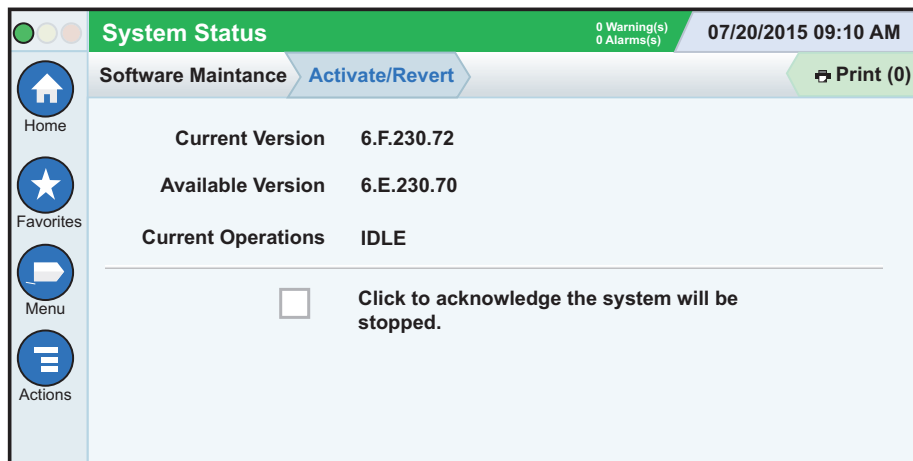 System Status
0 Warning(s)
0 Alarms(s)
07/20/2015 09:10 AM
Software Maintance
Activate/Revert
Print (0)
Home
Favorites
Menu
Actions
Current Version 6.F.230.72
Available Version 6.E.230.70
Current Operations IDLE
Click to acknowledge the system will be
stopped.